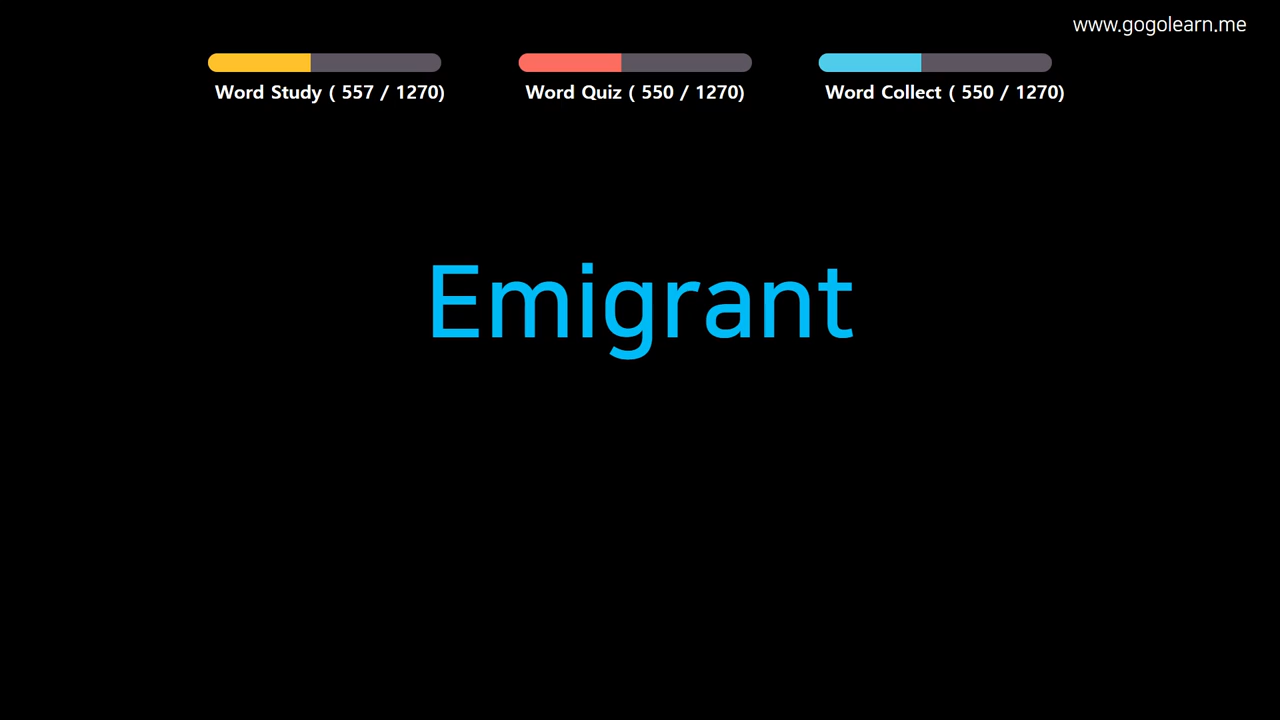 www.gogolearn.me
Word Study ( 557 / 1270)
Word Quiz ( 550 / 1270)
Word Collect ( 550 / 1270)
Emigrant